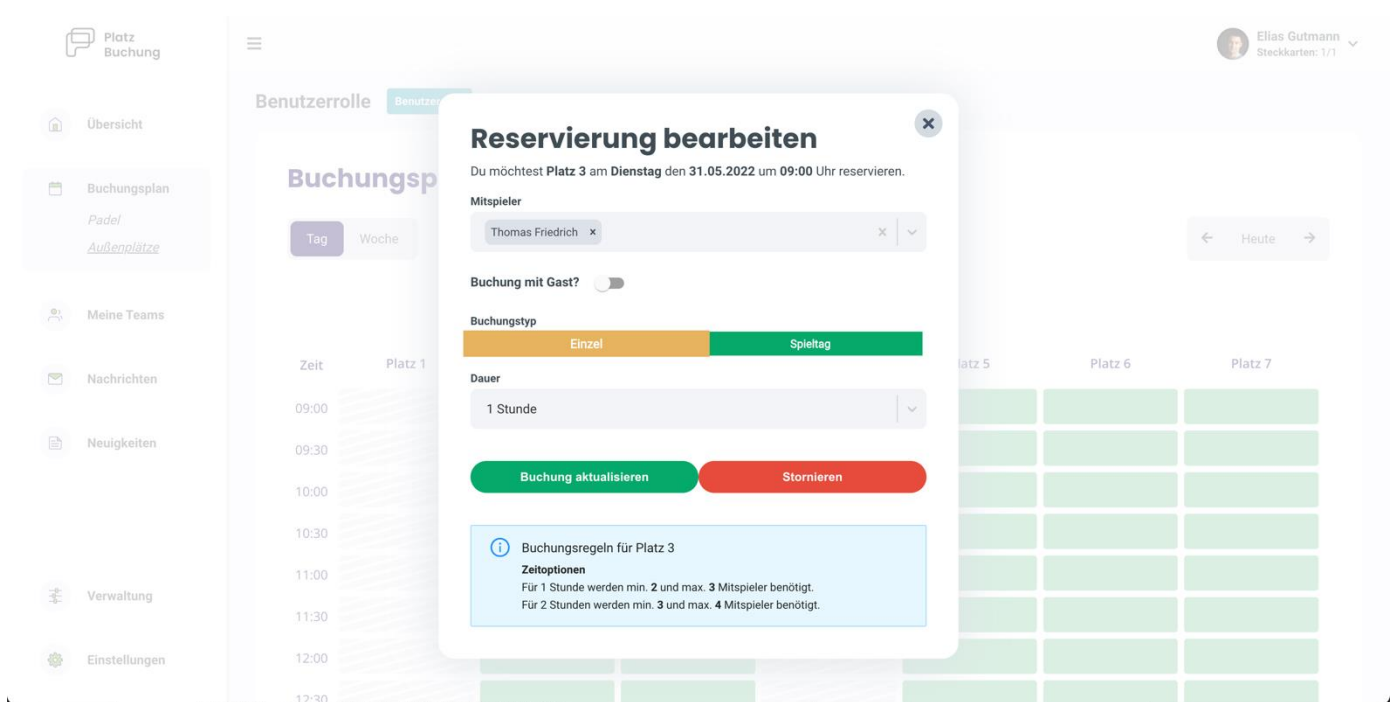 Platz
Buchung
Elias Gutmann
Steckkarten: 1/1
Benutzerrolle
Übersicht
Buchungsplan
Padel
Außenplätze
Meine Teams
Nachrichten
Neuigkeiten
Verwaltung
Einstellungen
Tag Woche
Heute
Reservierung bearbeiten
Du möchtest Platz 3 am Dienstag den 31.05.2022 um 09:00 Uhr reservieren.
Mitspieler
Thomas Friedrich ×
Buchung mit Gast?
Buchungstyp
Einzel Spieltag
Dauer
1 Stunde
Buchung aktualisieren Stornieren
Buchungsregeln für Platz 3
Zeitoptionen
Für 1 Stunde werden min. 2 und max. 3 Mitspieler benötigt.
Für 2 Stunden werden min. 3 und max. 4 Mitspieler benötigt.
Zeit Platz 1 Platz 6 Platz 7
09:00
09:30
10:00
10:30
11:00
11:30
12:00
12:30